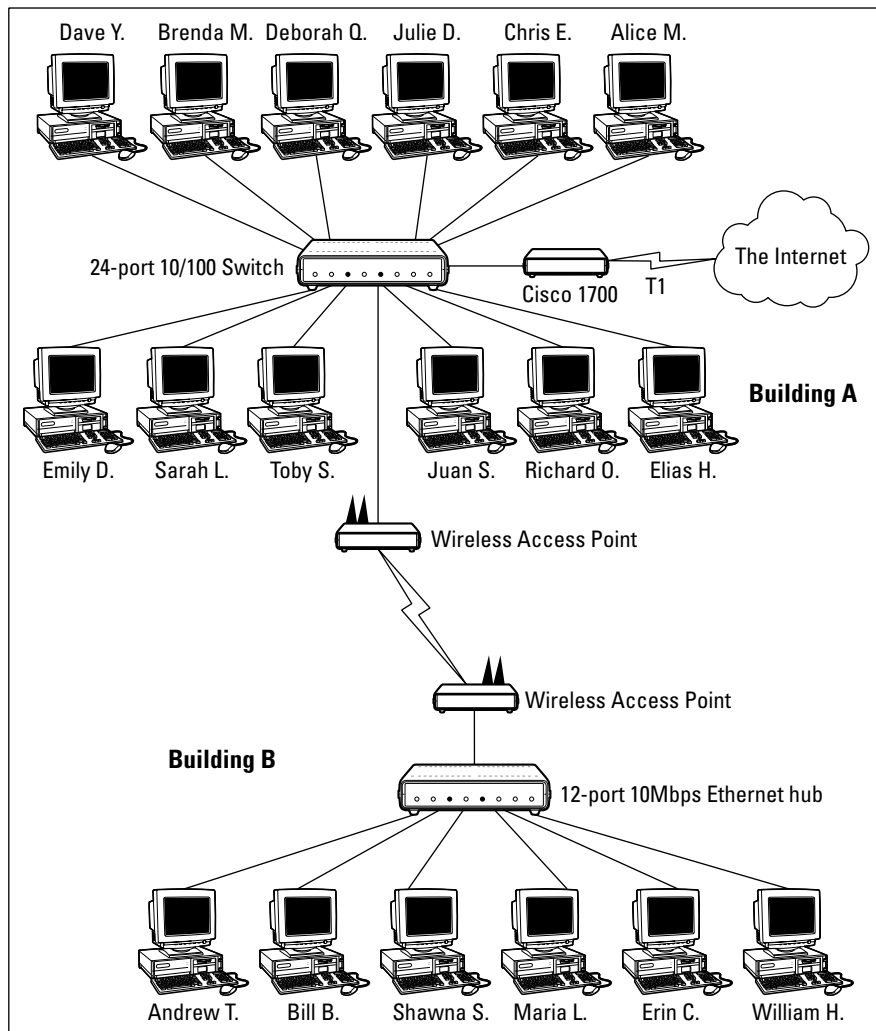 Dave Y. Brenda M. Deborah Q. Julie D. Chris E. Alice M.
The Internet
24-port 10/100 Switch
Cisco 1700
T1
Building A
Emily D. Sarah L. Toby S. Juan S. Richard O. Elias H.
Wireless Access Point
Wireless Access Point
Building B
12-port 10Mbps Ethernet hub
Andrew T. Bill B. Shawna S. Maria L. Erin C. William H.